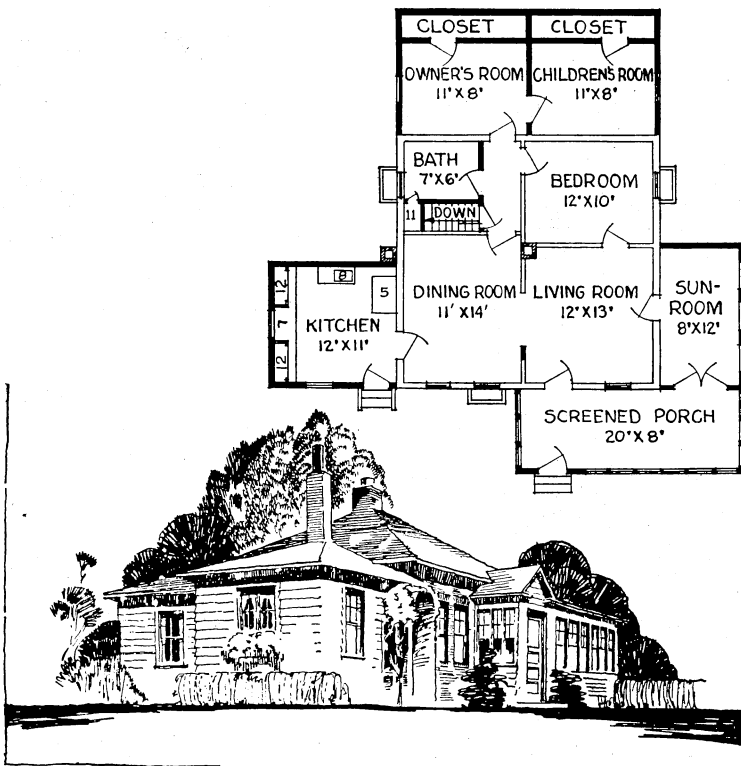 CLOSET
CLOSET
OWNER'S ROOM
11'X8'
CHILDREN'S ROOM
11'X8'
BATH
7'X6'
BEDROOM
12'X10'
11
DOWN
12
8
5
DINING ROOM
11'X14'
LIVING ROOM
12'X13'
SUN-
ROOM
8'X12'
7
KITCHEN
12'X11'
12
SCREENED PORCH
20'X8'